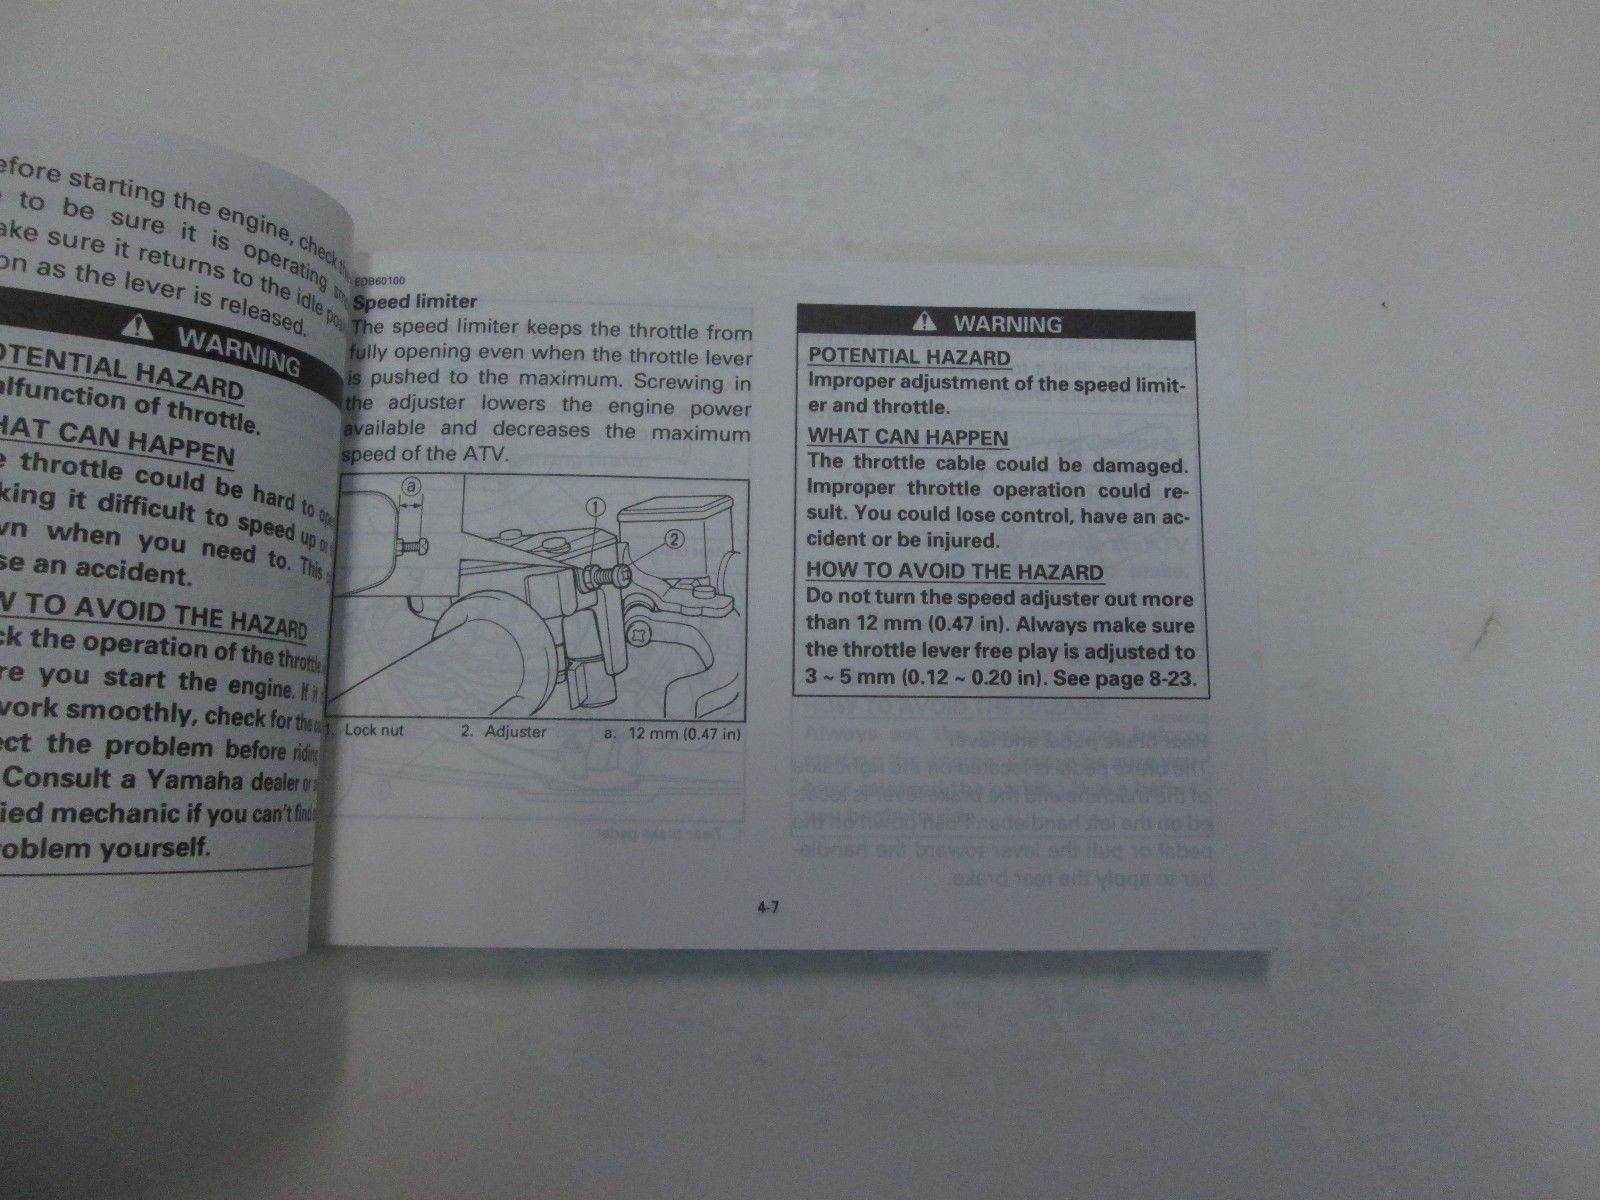 before starting the engine, check the
to be sure it is operating
make sure it returns to the idle
on as the lever is released.
WARNING
POTENTIAL HAZARD
Malfunction of throttle.
WHAT CAN HAPPEN
throttle could be hard to
king it difficult to speed up or
wn when you need to. This
se an accident.
W TO AVOID THE HAZARD
ck the operation of the throttle
re you start the engine. If it
work smoothly, check for the
ect the problem before riding
Consult a Yamaha dealer or
ied mechanic if you can't find
roblem yourself.
EDB60100
Speed limiter
The speed limiter keeps the throttle from
fully opening even when the throttle lever
is pushed to the maximum. Screwing in
the adjuster lowers the engine power
available and decreases the maximum
speed of the ATV.
a
1
2
1. Lock nut 2. Adjuster a. 12 mm (0.47 in)
WARNING
POTENTIAL HAZARD
Improper adjustment of the speed limit-
er and throttle.
WHAT CAN HAPPEN
The throttle cable could be damaged.
Improper throttle operation could re-
sult. You could lose control, have an ac-
cident or be injured.
HOW TO AVOID THE HAZARD
Do not turn the speed adjuster out more
than 12 mm (0.47 in). Always make sure
the throttle lever free play is adjusted to
3 ~ 5 mm (0.12 ~ 0.20 in). See page 8-23.
4-7